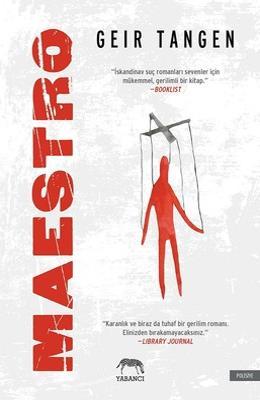 GEIR TANGEN
MAESTRO
"İskandinav suç romanları sevenler için
mükemmel, gerilimli bir kitap."
—BOOKLIST
"Karanlık ve biraz da tuhaf bir gerilim romanı.
Elinizden bırakamayacaksınız."
—LIBRARY JOURNAL
YABANCI
POLİSİYE